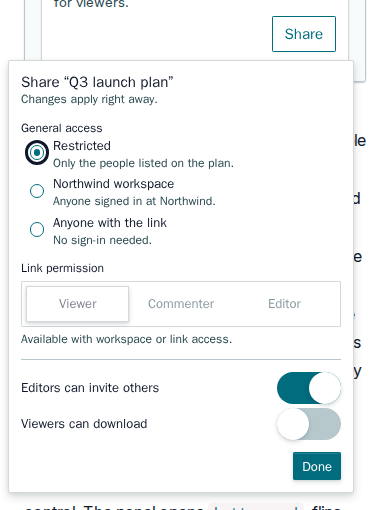 for viewers.
Share
Share “Q3 launch plan”
Changes apply right away.
General access
Restricted
Only the people listed on the plan.
Northwind workspace
Anyone signed in at Northwind.
Anyone with the link
No sign-in needed.
Link permission
Viewer Commenter Editor
Available with workspace or link access.
Editors can invite others
Viewers can download
Done